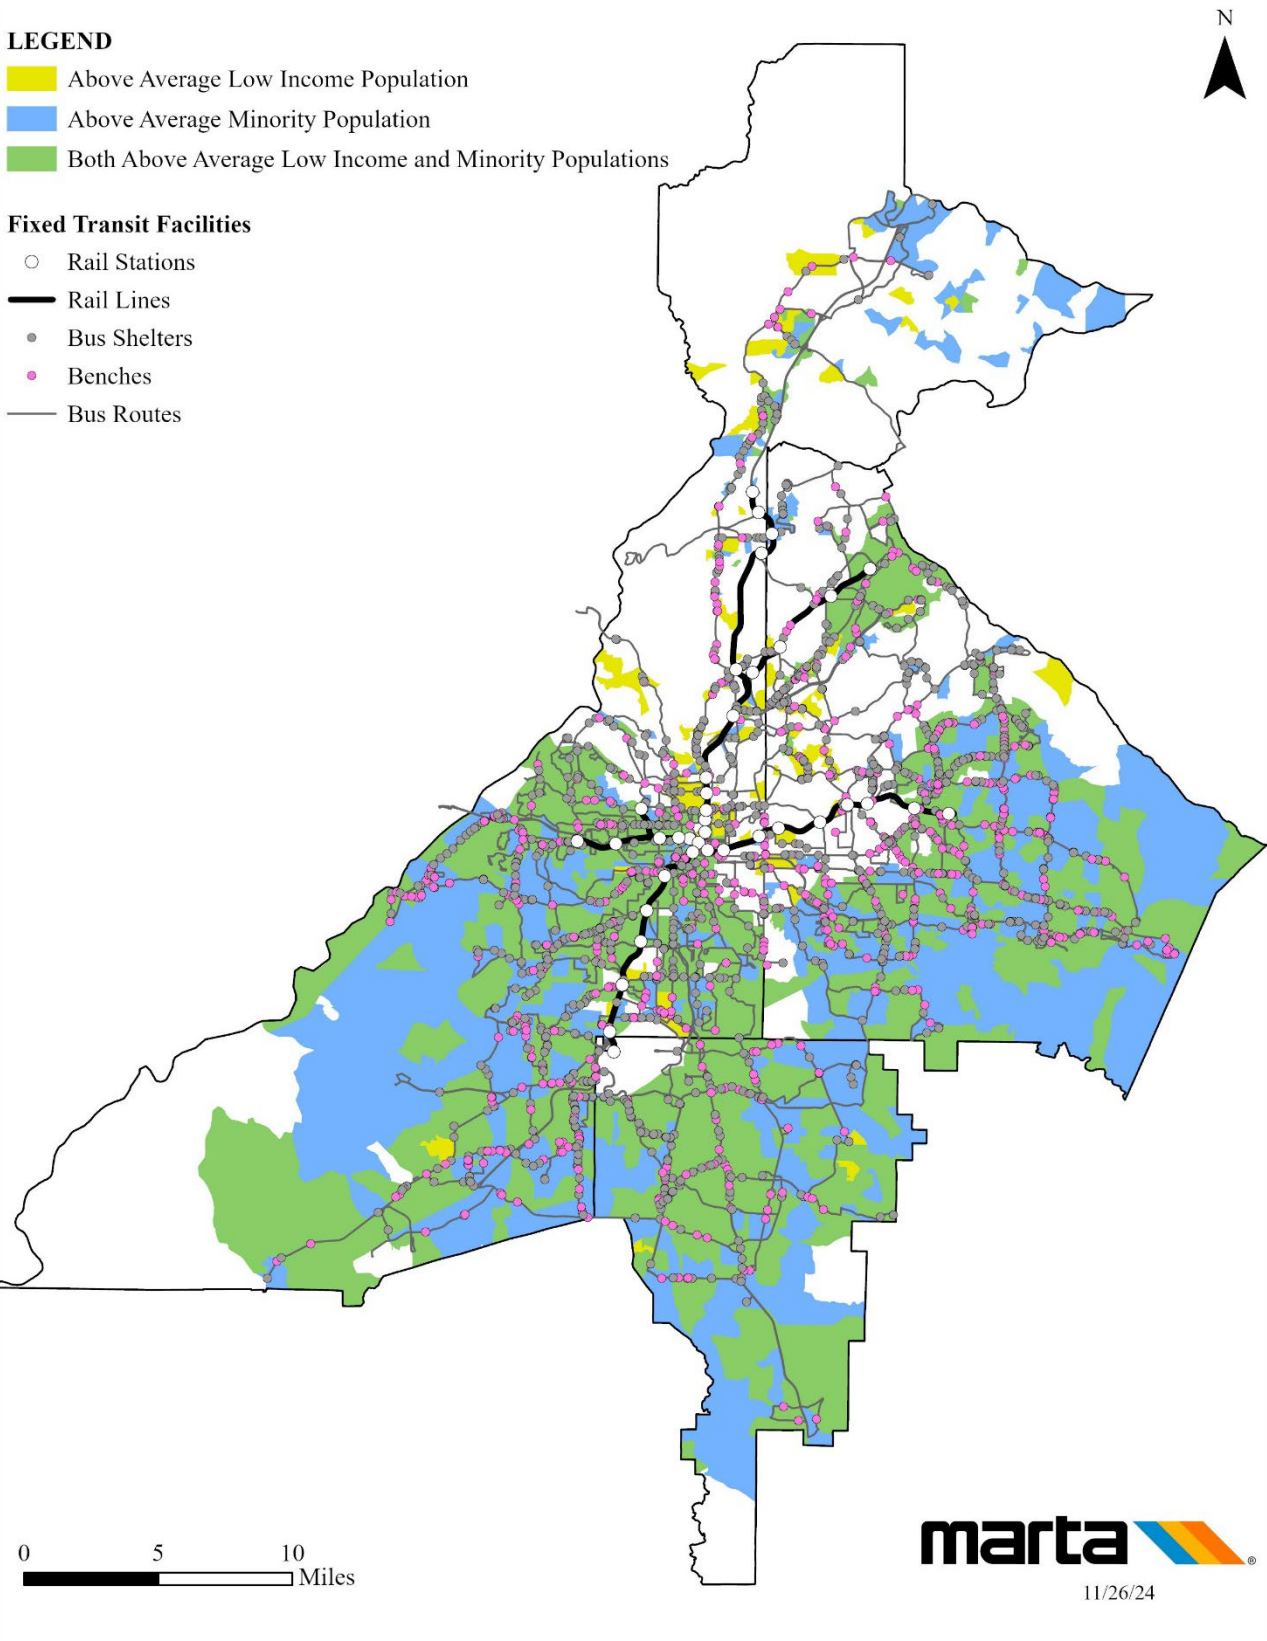 N
LEGEND
Above Average Low Income Population
Above Average Minority Population
Both Above Average Low Income and Minority Populations
Fixed Transit Facilities
Rail Stations
Rail Lines
Bus Shelters
Benches
Bus Routes
0 5 10
Miles
marta ®
11/26/24